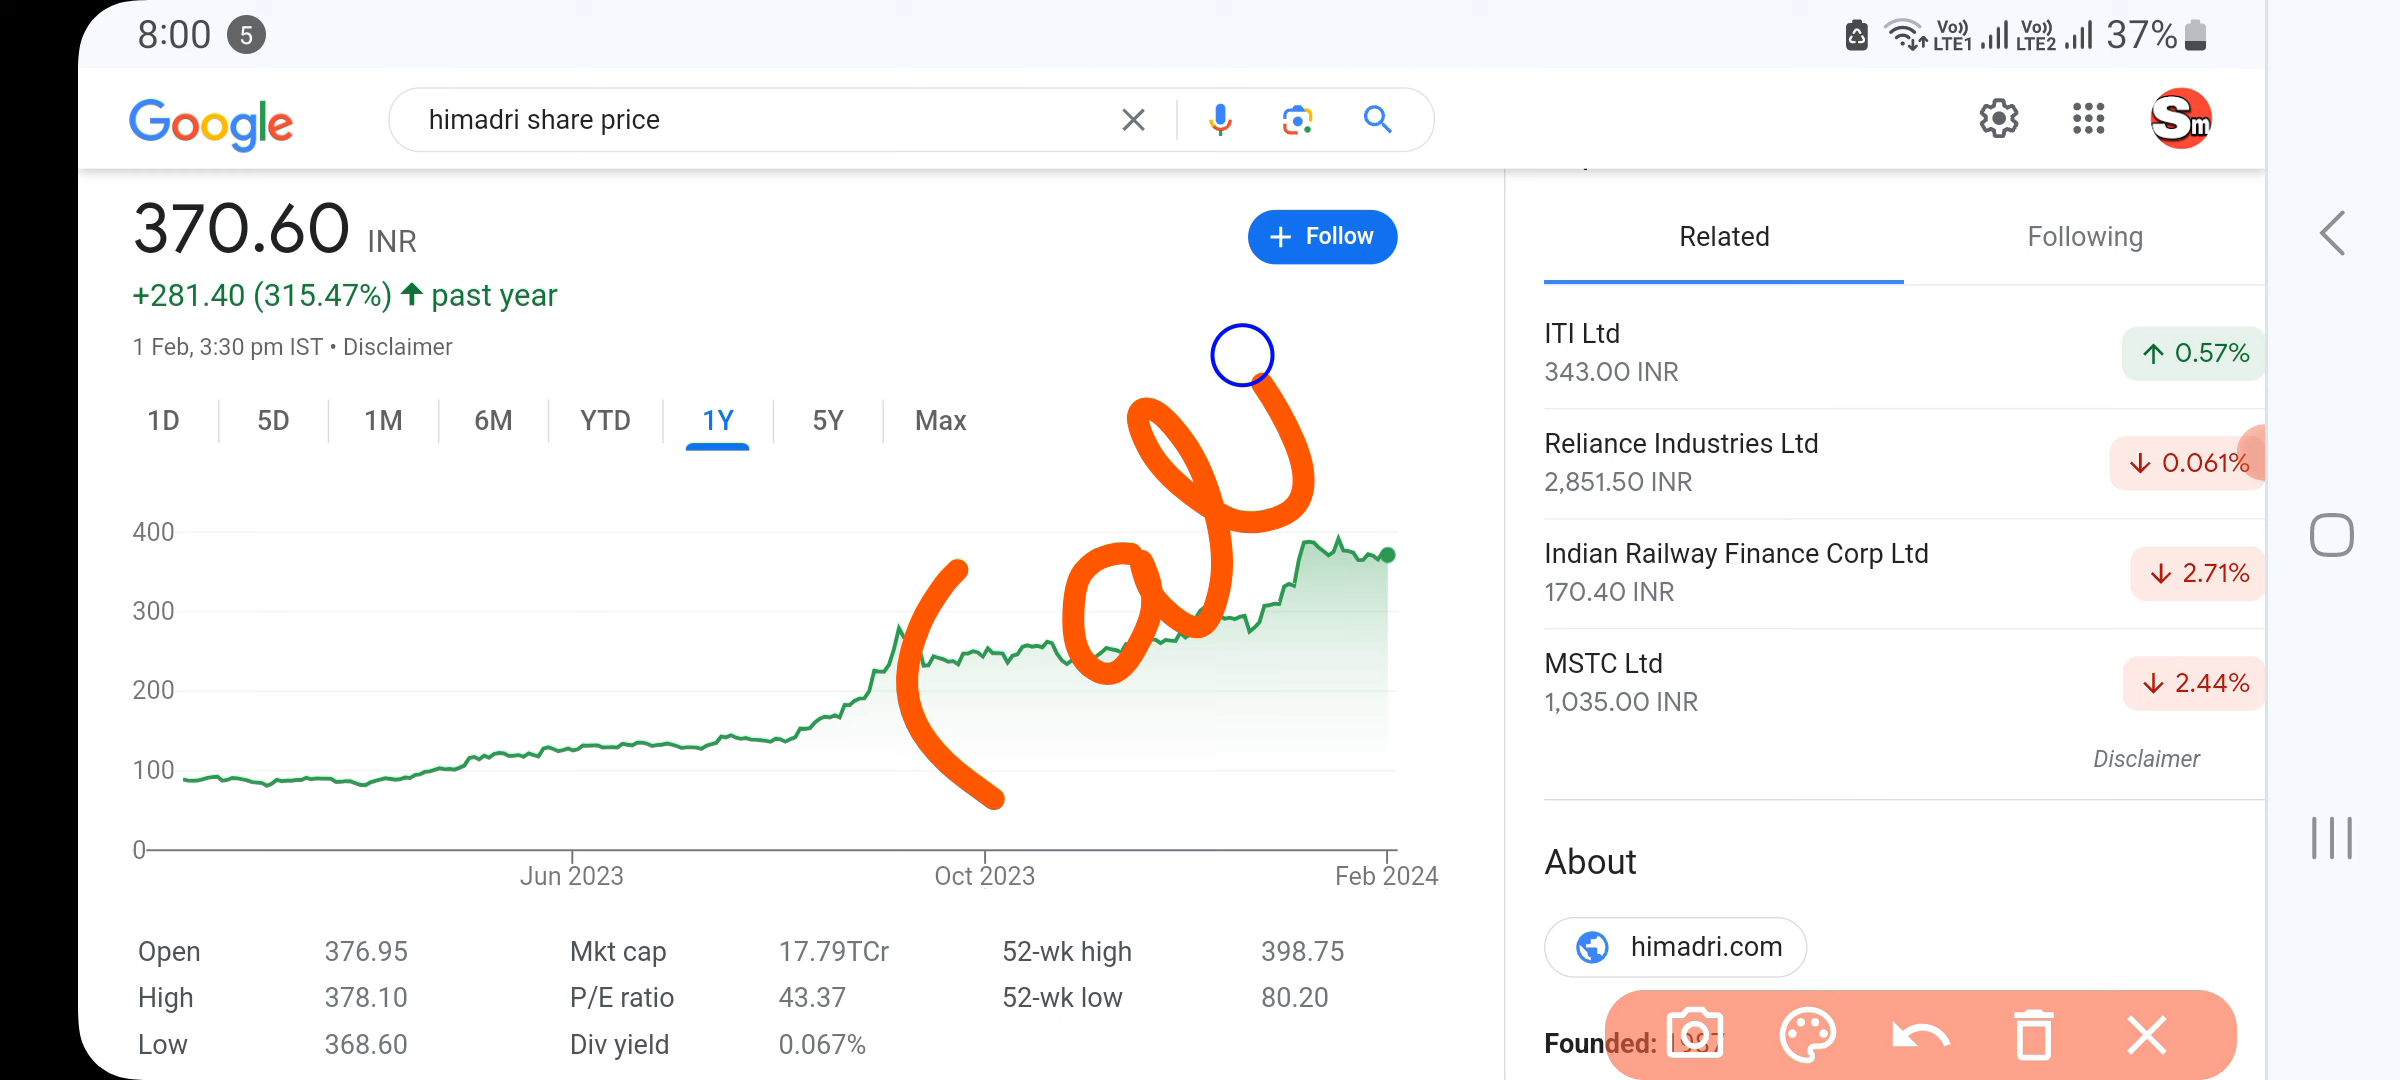 8:00 5 Vo)) LTE1 Vo)) LTE2 37%
Google himadri share price Sm
370.60 INR
+ Follow
+281.40 (315.47%) ↑ past year
1 Feb, 3:30 pm IST • Disclaimer
1D 5D 1M 6M YTD 1Y 5Y Max
400
300
200
100
0
Jun 2023 Oct 2023 Feb 2024
Open 376.95 Mkt cap 17.79TCr 52-wk high 398.75
High 378.10 P/E ratio 43.37 52-wk low 80.20
Low 368.60 Div yield 0.067%
Related Following
ITI Ltd
343.00 INR
↑ 0.57%
Reliance Industries Ltd
2,851.50 INR
↓ 0.061%
Indian Railway Finance Corp Ltd
170.40 INR
↓ 2.71%
MSTC Ltd
1,035.00 INR
↓ 2.44%
Disclaimer
About
himadri.com
Founded: 1987